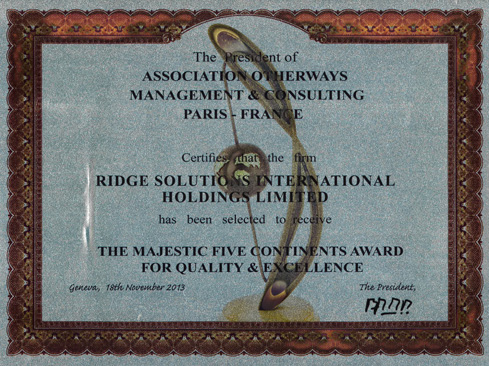 The President of
ASSOCIATION OTHERWAYS
MANAGEMENT & CONSULTING
PARIS - FRANCE
Certifies that the firm
RIDGE SOLUTIONS INTERNATIONAL
HOLDINGS LIMITED
has been selected to receive
THE MAJESTIC FIVE CONTINENTS AWARD
FOR QUALITY & EXCELLENCE
Geneva, 18th November 2013
The President,